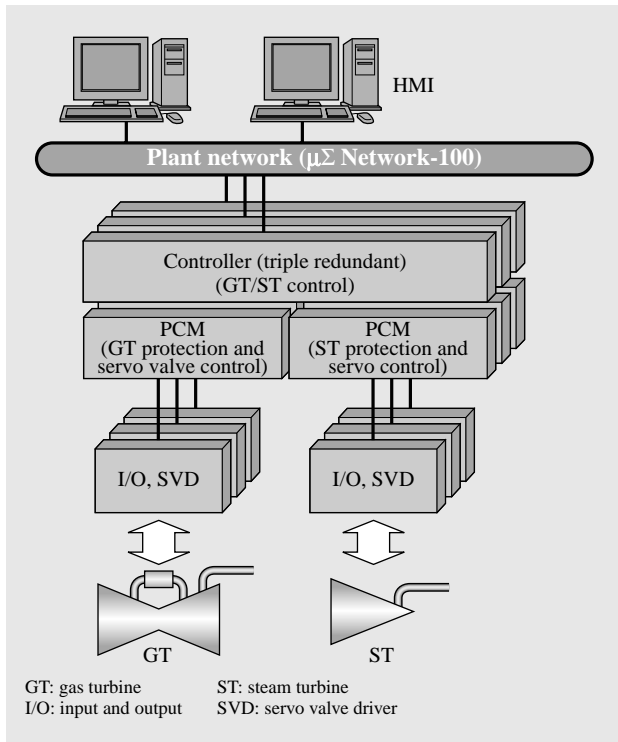 HMI
Plant network (μΣ Network-100)
Controller (triple redundant)
(GT/ST control)
PCM
(GT protection and
servo valve control)
PCM
(ST protection and
servo control)
I/O, SVD
I/O, SVD
GT
ST
GT: gas turbine
ST: steam turbine
I/O: input and output
SVD: servo valve driver